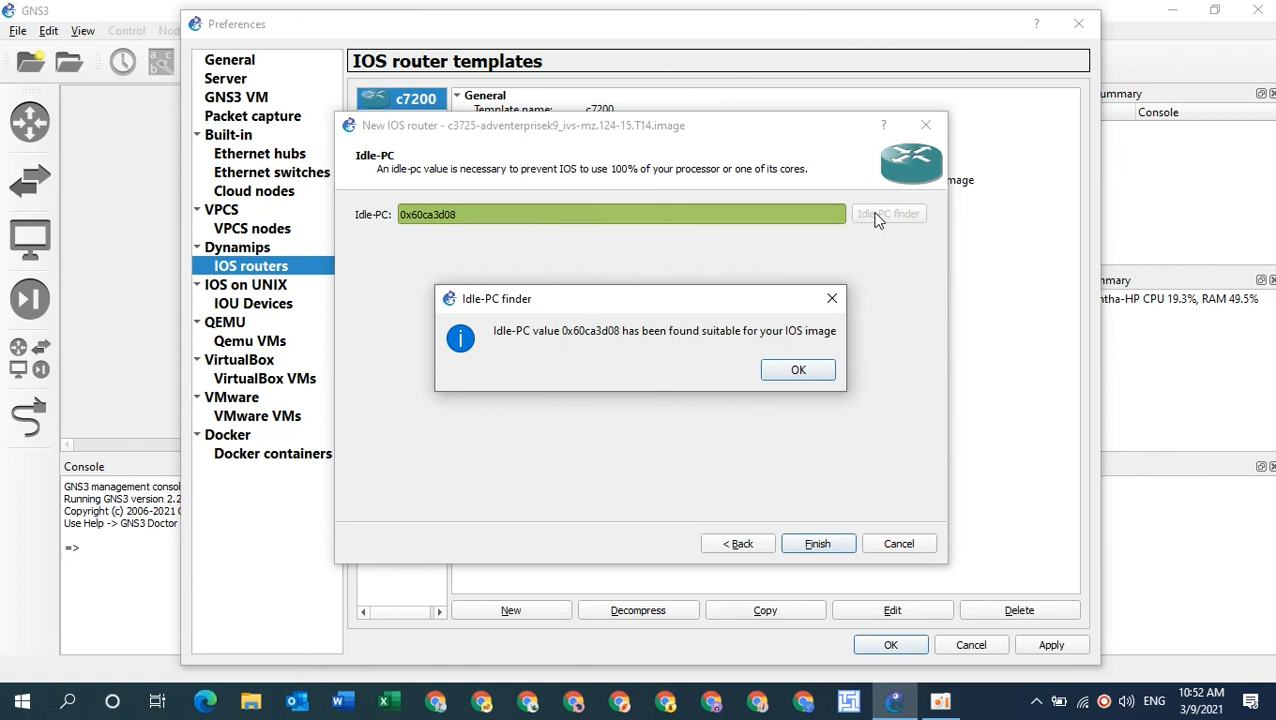 GNS3
File Edit View Control Nod
Preferences
General
Server
GNS3 VM
Packet capture
Built-in
Ethernet hubs
Ethernet switches
Cloud nodes
VPCS
VPCS nodes
Dynamips
IOS routers
IOS on UNIX
IOU Devices
QEMU
Qemu VMs
VirtualBox
VirtualBox VMs
VMware
VMware VMs
Docker
Docker containers
IOS router templates
c7200
General
Template name: c7200
mage
New IOS router - c3725-adventerprisek9_ivs-mz.124-15.T14.image
Idle-PC
An idle-pc value is necessary to prevent IOS to use 100% of your processor or one of its cores.
Idle-PC: 0x60ca3d08 Idle-PC finder
Idle-PC finder
Idle-PC value 0x60ca3d08 has been found suitable for your IOS image
OK
< Back Finish Cancel
New Decompress Copy Edit Delete
OK Cancel Apply
ummary
Console
mmary
ntha-HP CPU 19.3%, RAM 49.5%
Console
GNS3 management consol
Running GNS3 version 2.2
Copyright (c) 2006-2021
Use Help -> GNS3 Doctor
=>
ENG
10:52 AM
3/9/2021